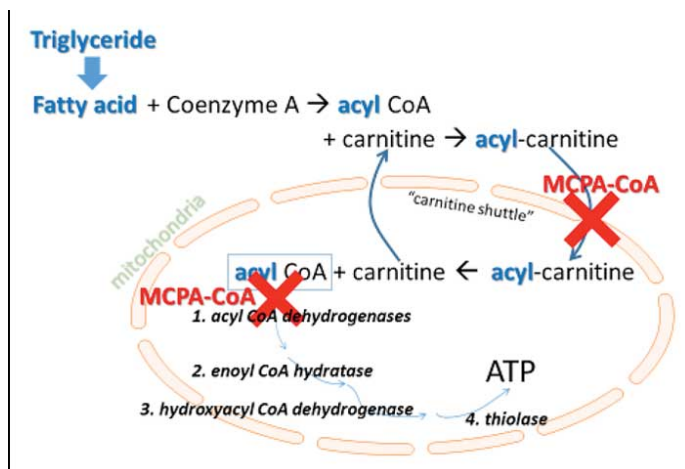 Triglyceride
Fatty acid + Coenzyme A → acyl CoA
+ carnitine → acyl-carnitine
MCPA-CoA
"carnitine shuttle"
mitochondria
acyl CoA + carnitine ← acyl-carnitine
MCPA-CoA
1. acyl CoA dehydrogenases
2. enoyl CoA hydratase
ATP
3. hydroxyacyl CoA dehydrogenase
4. thiolase